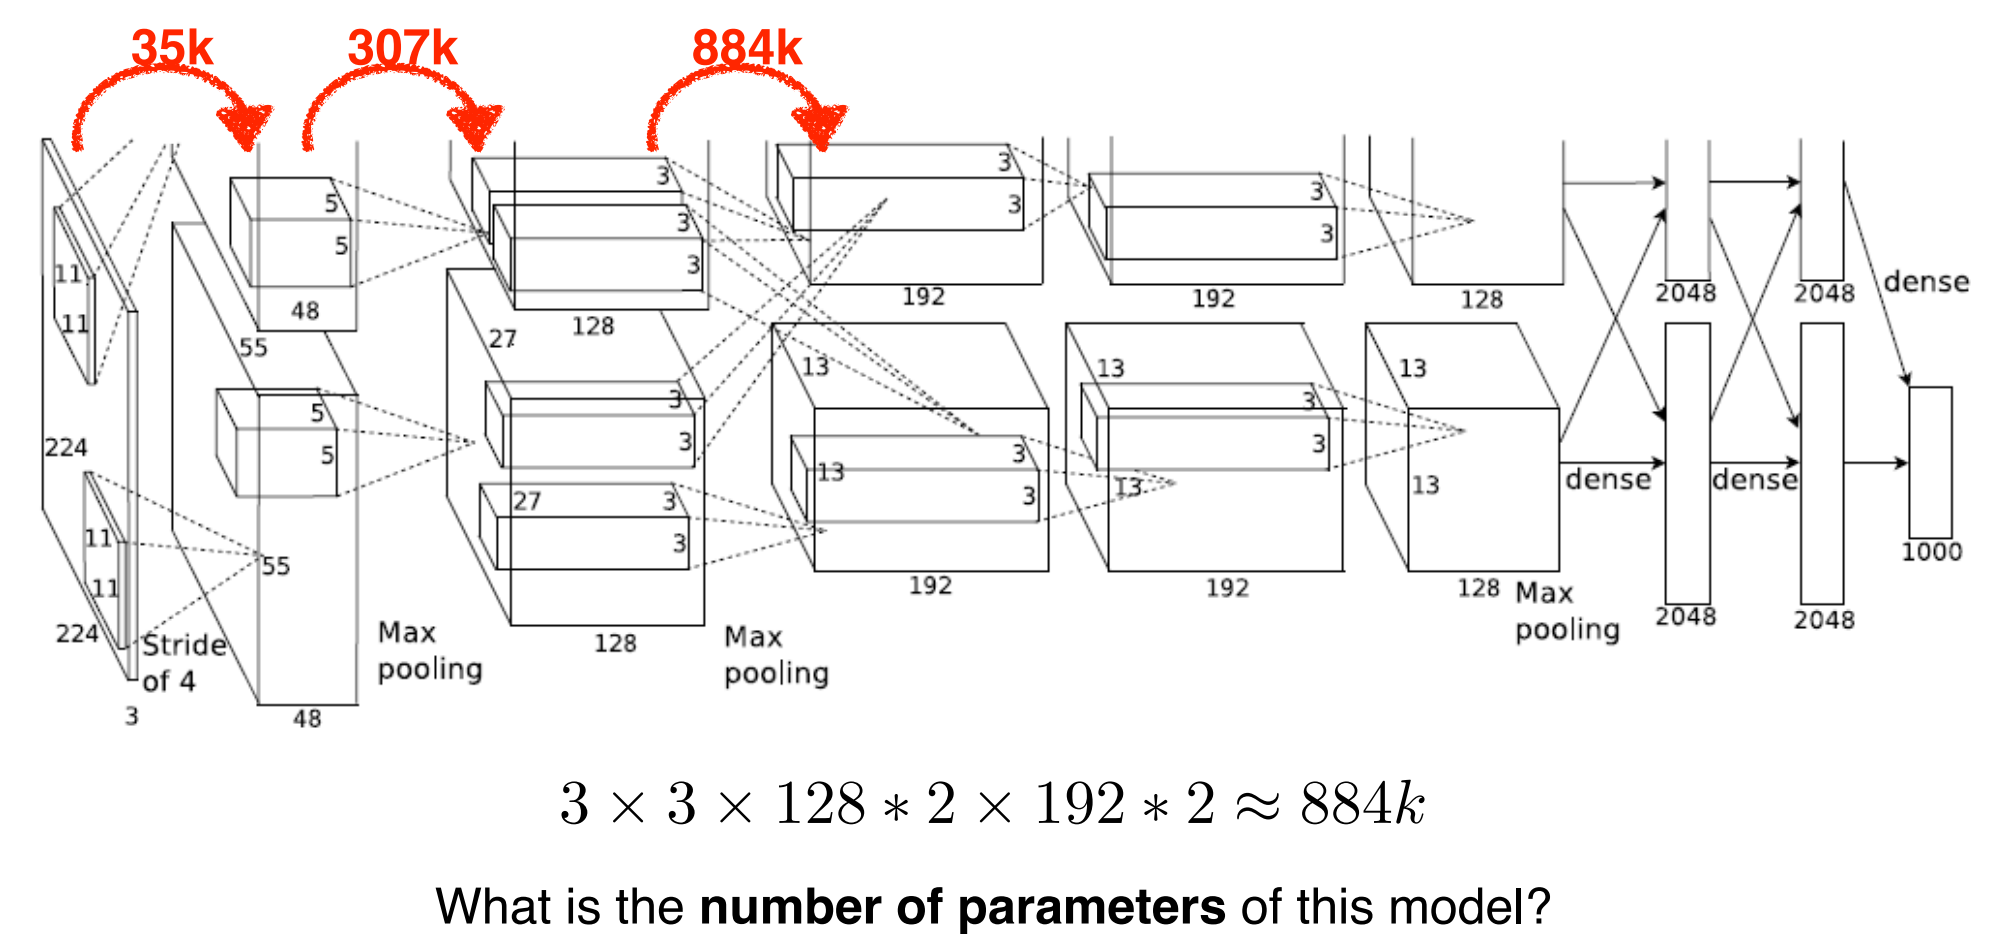 35k 307k 884k
3 3 3
5 3 3 3 3
5 3 3
11 192 192 128 2048 2048 dense
48 128
11 27
55 13 13 13
3 3
5 3 3
5
224 3 13
27 3 3 13 13 dense dense
11 55 3
11 192 192 128 1000
Max pooling
224 Stride of 4 Max pooling 128 Max pooling 2048 2048
3 48
3 × 3 × 128 * 2 × 192 * 2 ≈ 884k
What is the number of parameters of this model?